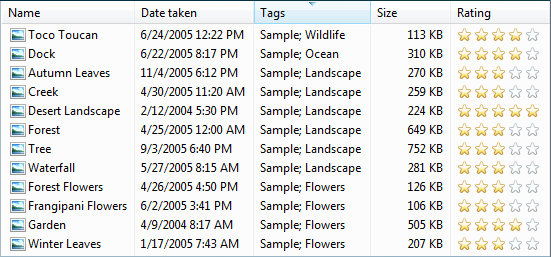 Name Date taken Tags Size Rating
Toco Toucan 6/24/2005 12:22 PM Sample; Wildlife 113 KB
Dock 6/22/2005 8:17 PM Sample; Ocean 310 KB
Autumn Leaves 11/4/2005 6:12 PM Sample; Landscape 270 KB
Creek 4/30/2005 11:20 AM Sample; Landscape 259 KB
Desert Landscape 2/12/2004 5:30 PM Sample; Landscape 224 KB
Forest 4/25/2005 12:00 AM Sample; Landscape 649 KB
Tree 9/3/2005 6:40 PM Sample; Landscape 752 KB
Waterfall 5/27/2005 8:15 AM Sample; Landscape 281 KB
Forest Flowers 4/26/2005 4:50 PM Sample; Flowers 126 KB
Frangipani Flowers 6/2/2005 3:41 PM Sample; Flowers 106 KB
Garden 4/9/2004 8:17 AM Sample; Flowers 505 KB
Winter Leaves 1/17/2005 7:43 AM Sample; Flowers 207 KB